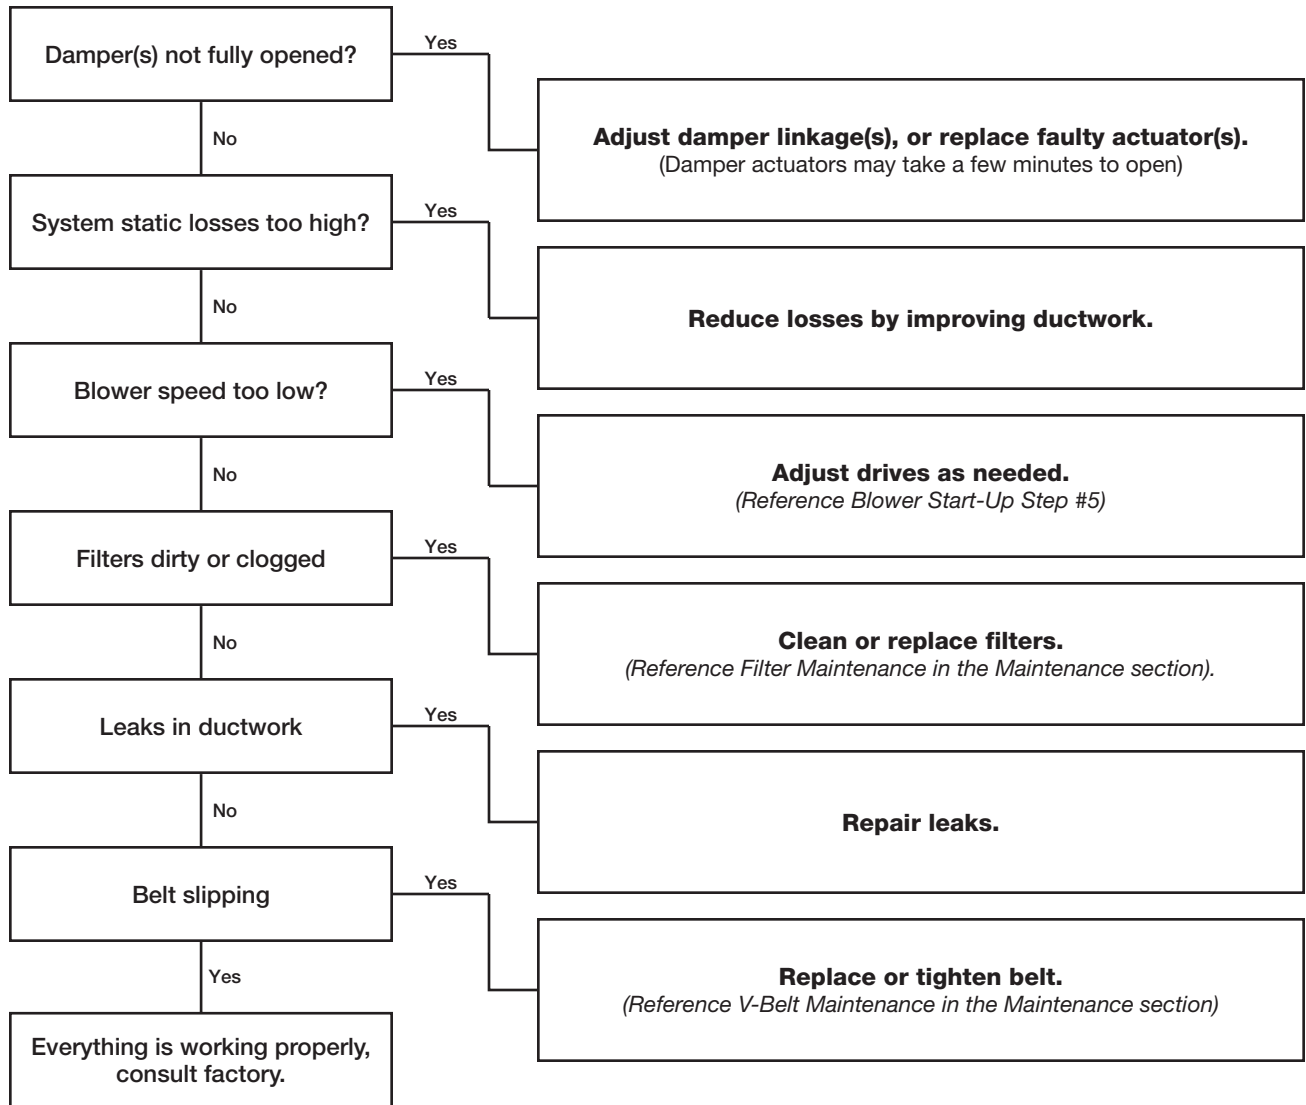 Damper(s) not fully opened?
Yes
Adjust damper linkage(s), or replace faulty actuator(s).
(Damper actuators may take a few minutes to open)
No
System static losses too high?
Yes
Reduce losses by improving ductwork.
No
Blower speed too low?
Yes
Adjust drives as needed.
(Reference Blower Start-Up Step #5)
No
Filters dirty or clogged
Yes
Clean or replace filters.
(Reference Filter Maintenance in the Maintenance section).
No
Leaks in ductwork
Yes
Repair leaks.
No
Belt slipping
Yes
Replace or tighten belt.
(Reference V-Belt Maintenance in the Maintenance section)
Yes
Everything is working properly,
consult factory.